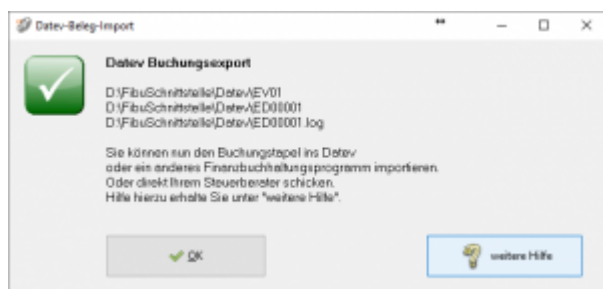 Datev-Beleg-Import
Datev Buchungsexport
D:\FibuSchnittstelle\Datev\EV01
D:\FibuSchnittstelle\Datev\ED00001
D:\FibuSchnittstelle\Datev\ED00001.log
Sie können nun den Buchungstapel ins Datev
oder ein anderes Finanzbuchhaltungsprogramm importieren.
Oder direkt Ihrem Steuerberater schicken.
Hilfe hierzu erhalte Sie unter "weitere Hilfe".
OK
weitere Hilfe